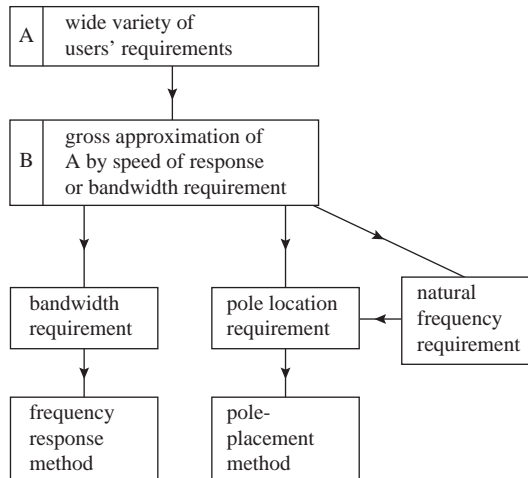 A
wide variety of
users' requirements
B
gross approximation of
A by speed of response
or bandwidth requirement
bandwidth
requirement
pole location
requirement
natural
frequency
requirement
frequency
response
method
pole-
placement
method